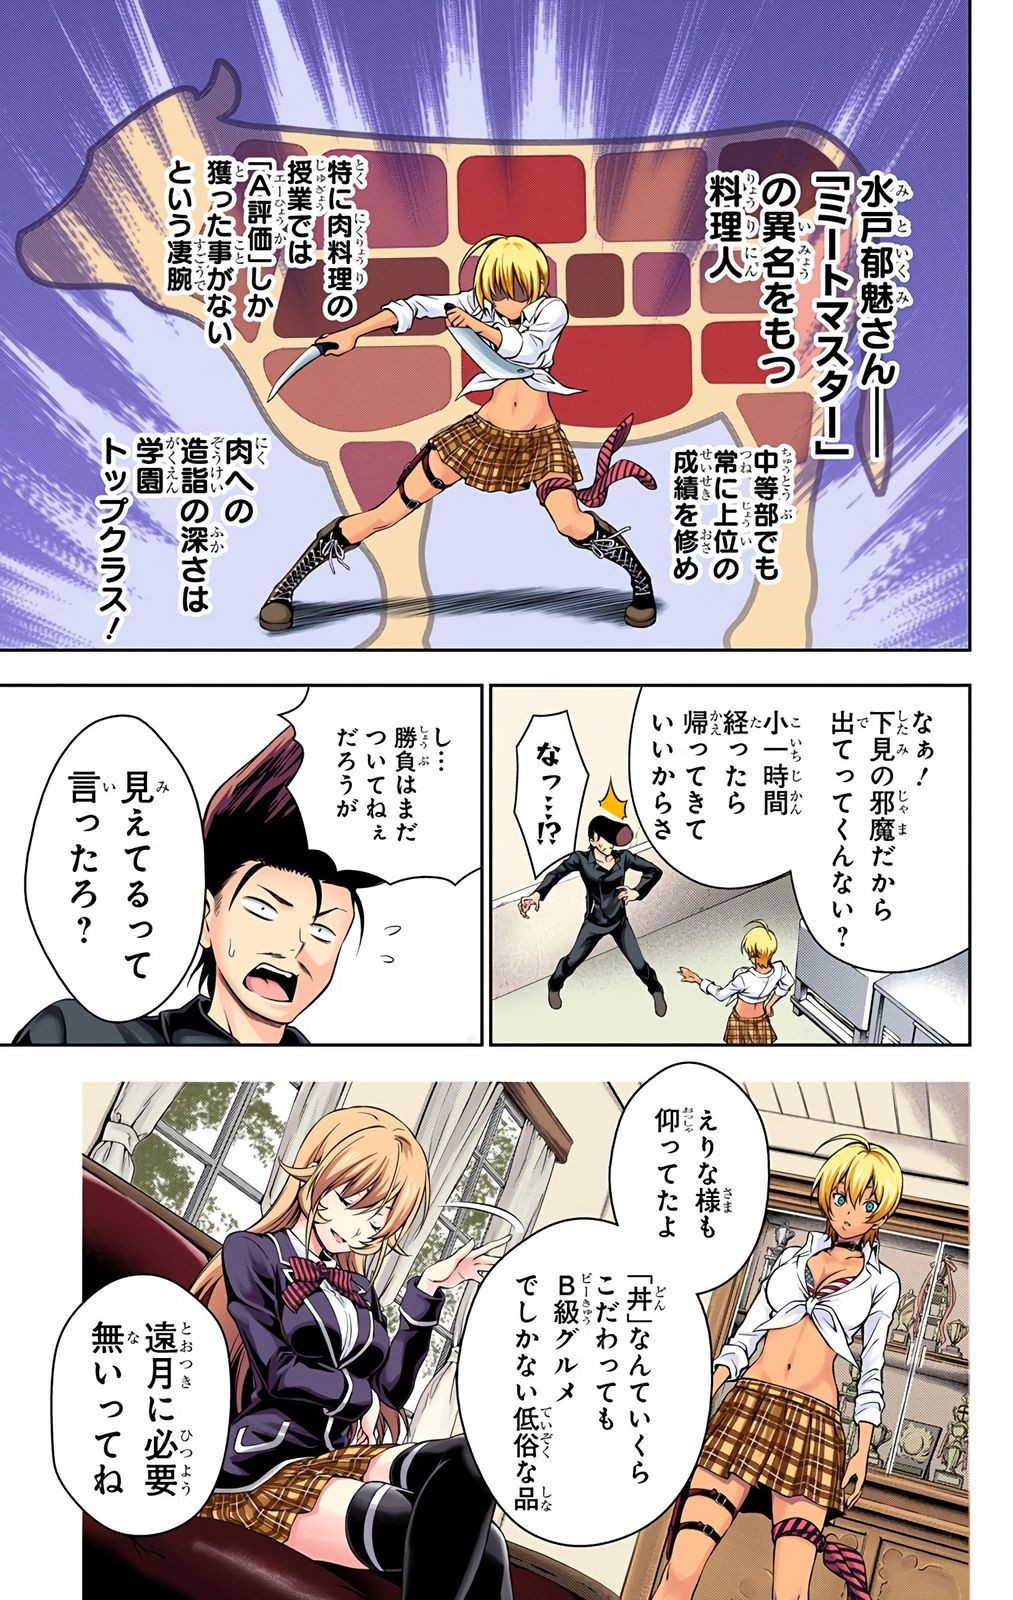 水戸郁魅さん――
「ミートマスター」
の異名をもつ
料理人
中等部でも
常に上位の
成績を修め
特に肉料理の
授業では
「A評価」しか
獲った事がない
という凄腕
肉への
造詣の深さは
学園
トップクラス！
なぁ！
下見の邪魔だから
出てってくんない？
小一時間
経ったら
帰ってきて
いいからさ
なっ…!?
し…
勝負はまだ
ついてねぇ
だろうが
見えてるって
言ったろ？
えりな様も
仰ってたよ
「丼」なんていくら
こだわっても
B級グルメ
でしかない低俗な品
遠月に必要
無いってね